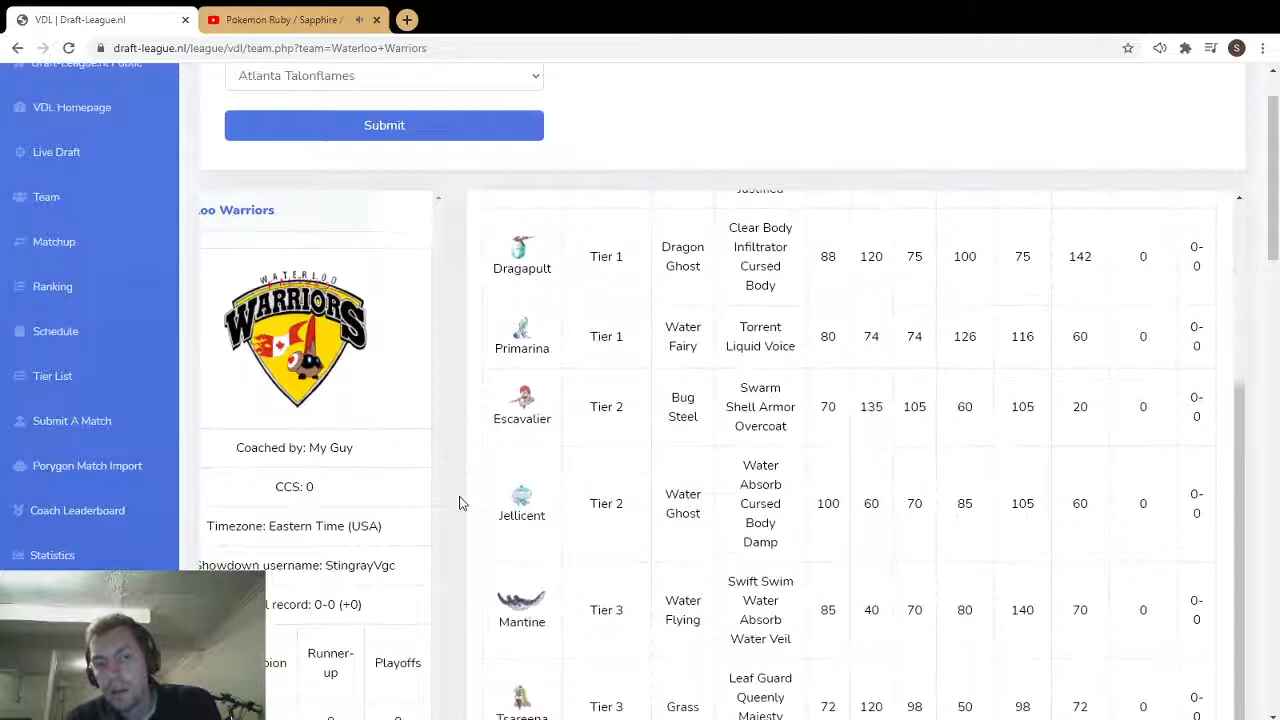 VDL | Draft-League.nl
Pokemon Ruby / Sapphire /
draft-league.nl/league/vdl/team.php?team=Waterloo+Warriors
S
Draft-League.nl Public
VDL Homepage
Live Draft
Team
Matchup
Ranking
Schedule
Tier List
Submit A Match
Porygon Match Import
Coach Leaderboard
Statistics
Atlanta Talonflames
Submit
oo Warriors
WATERLOO
WARRIORS
Coached by: My Guy
CCS: 0
Timezone: Eastern Time (USA)
Showdown username: StingrayVgc
l record: 0-0 (+0)
pion Runner-up Playoffs
Justified
Dragapult Tier 1 Dragon Ghost Clear Body Infiltrator Cursed Body 88 120 75 100 75 142 0 0-0
Primarina Tier 1 Water Fairy Torrent Liquid Voice 80 74 74 126 116 60 0 0-0
Escavalier Tier 2 Bug Steel Swarm Shell Armor Overcoat 70 135 105 60 105 20 0 0-0
Jellicent Tier 2 Water Ghost Water Absorb Cursed Body Damp 100 60 70 85 105 60 0 0-0
Mantine Tier 3 Water Flying Swift Swim Water Absorb Water Veil 85 40 70 80 140 70 0 0-0
Tsareena Tier 3 Grass Leaf Guard Queenly Majesty 72 120 98 50 98 72 0 0-0